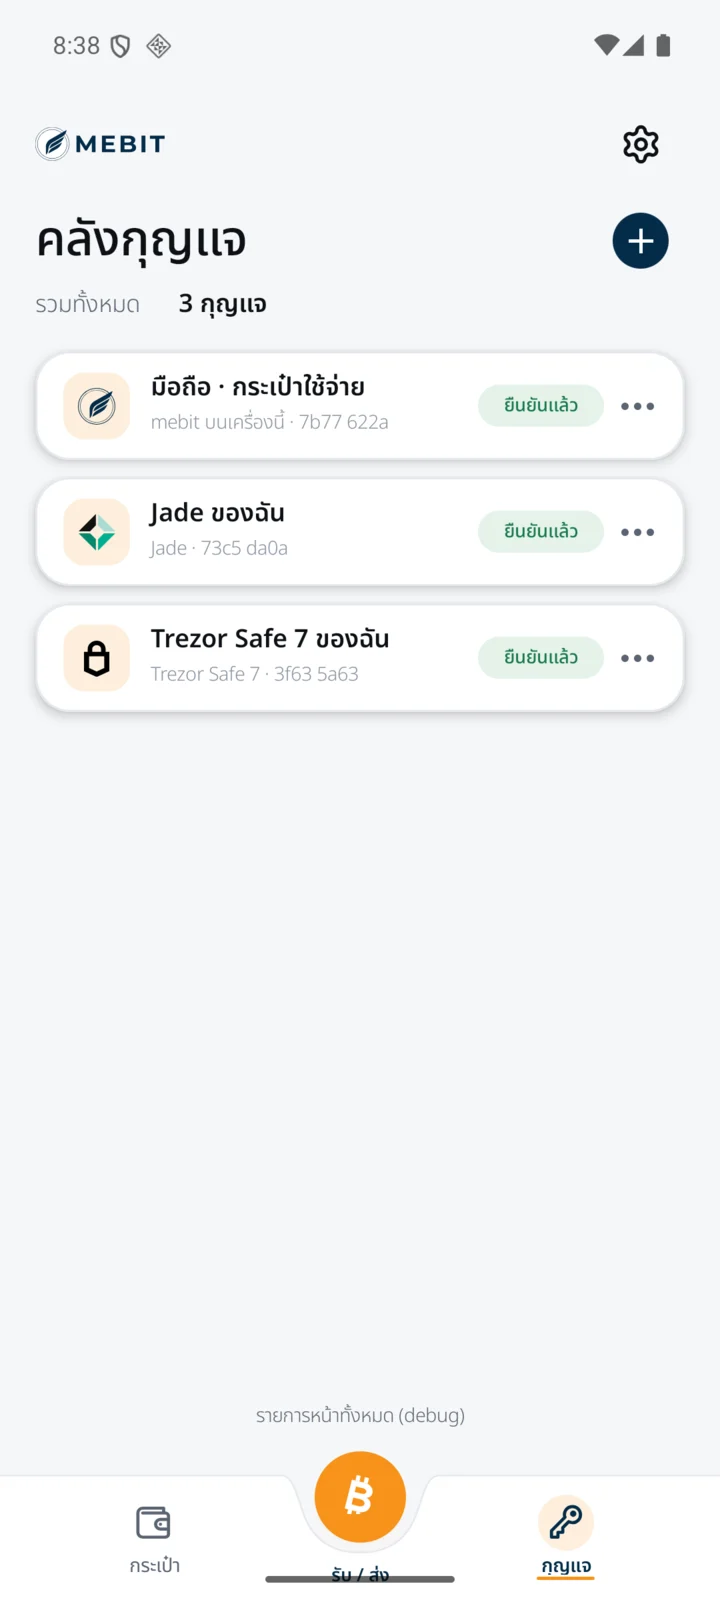 8:38
MEBIT
คลังกุญแจ
รวมทั้งหมด 3 กุญแจ
มือถือ · กระเป๋าใช้จ่าย
mebit บนเครื่องนี้ · 7b77 622a
ยืนยันแล้ว
Jade ของฉัน
Jade · 73c5 da0a
ยืนยันแล้ว
Trezor Safe 7 ของฉัน
Trezor Safe 7 · 3f63 5a63
ยืนยันแล้ว
รายการหน้าทั้งหมด (debug)
กระเป๋า
รับ / ส่ง
กุญแจ